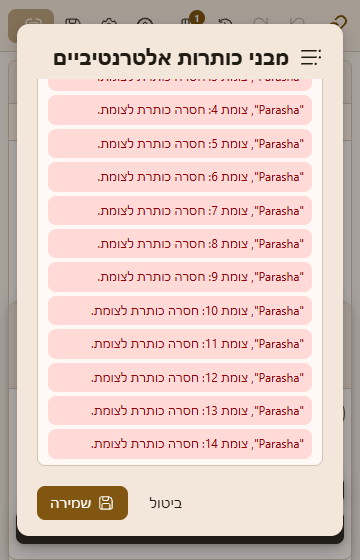 1
מבני כותרות אלטרנטיביים
"Parasha", צומת 4: חסרה כותרת לצומת.
"Parasha", צומת 5: חסרה כותרת לצומת.
"Parasha", צומת 6: חסרה כותרת לצומת.
"Parasha", צומת 7: חסרה כותרת לצומת.
"Parasha", צומת 8: חסרה כותרת לצומת.
"Parasha", צומת 9: חסרה כותרת לצומת.
"Parasha", צומת 10: חסרה כותרת לצומת.
"Parasha", צומת 11: חסרה כותרת לצומת.
"Parasha", צומת 12: חסרה כותרת לצומת.
"Parasha", צומת 13: חסרה כותרת לצומת.
"Parasha", צומת 14: חסרה כותרת לצומת.
ביטול
שמירה